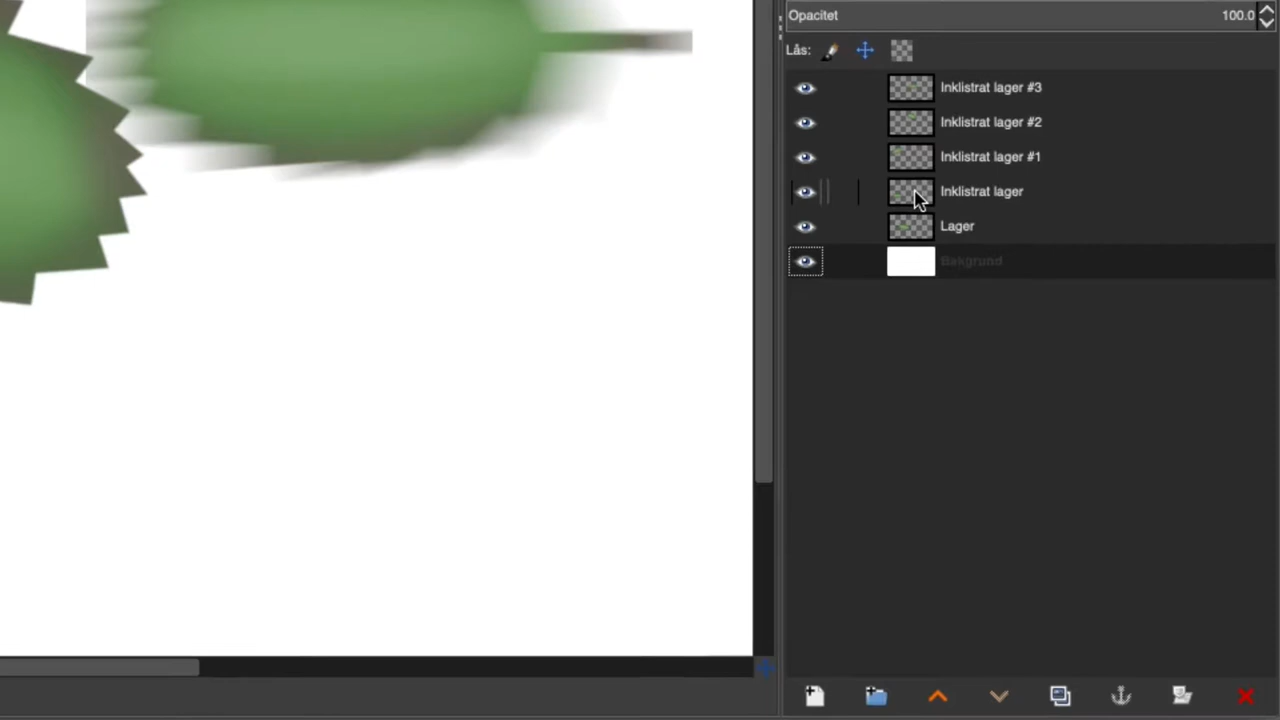 Opacitet 100.0
Lås:
Inklistrat lager #3
Inklistrat lager #2
Inklistrat lager #1
Inklistrat lager
Lager
Bakgrund